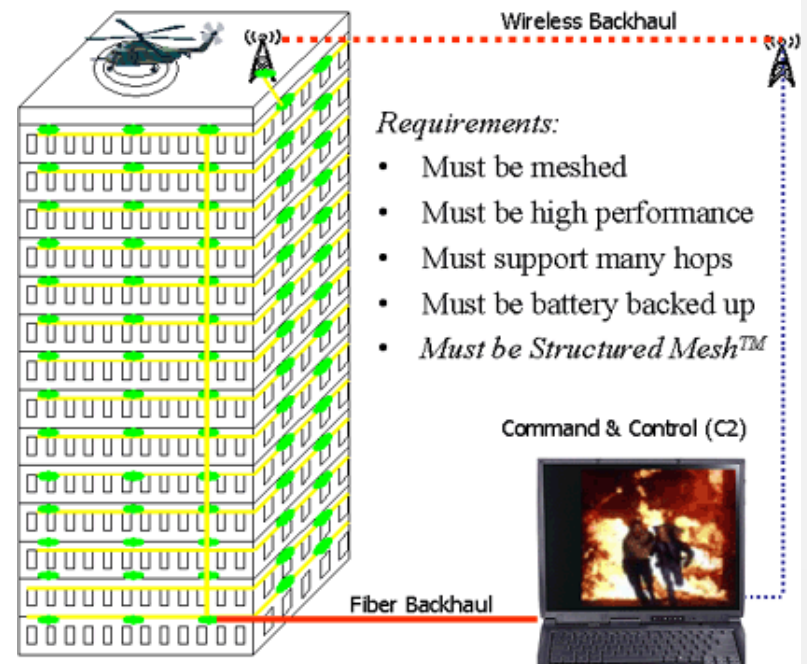 Wireless Backhaul
Requirements:
• Must be meshed
• Must be high performance
• Must support many hops
• Must be battery backed up
• Must be Structured Mesh™
Command & Control (C2)
Fiber Backhaul